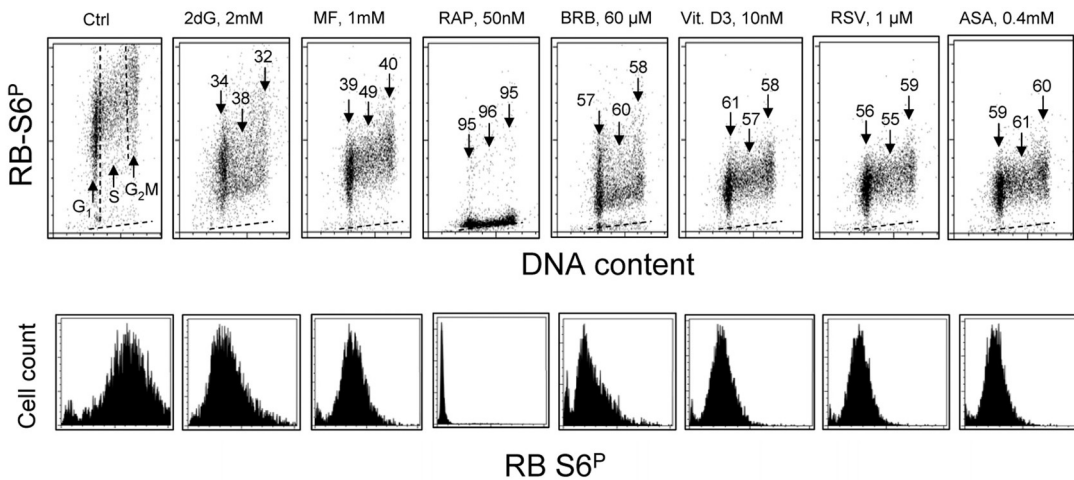 Ctrl
2dG, 2mM
MF, 1mM
RAP, 50nM
BRB, 60 µM
Vit. D3, 10nM
RSV, 1 µM
ASA, 0.4mM
RB-S6P
G1
S
G2M
34
38
32
39
49
40
95
96
95
57
60
58
61
57
58
56
55
59
59
61
60
DNA content
Cell count
RB S6P